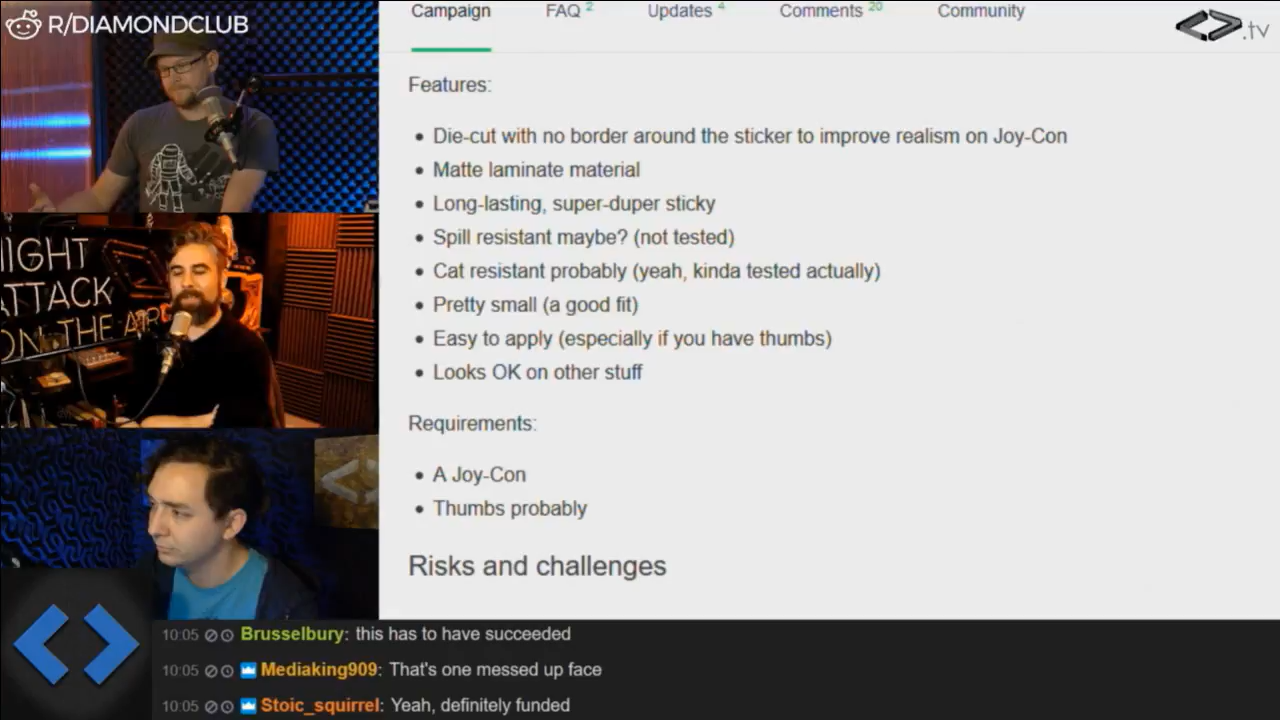 R/DIAMONDCLUB
NIGHT
ATTACK
ON THE AIR
Campaign FAQ 2 Updates 4 Comments 20 Community
.tv
Features:
• Die-cut with no border around the sticker to improve realism on Joy-Con
• Matte laminate material
• Long-lasting, super-duper sticky
• Spill resistant maybe? (not tested)
• Cat resistant probably (yeah, kinda tested actually)
• Pretty small (a good fit)
• Easy to apply (especially if you have thumbs)
• Looks OK on other stuff
Requirements:
• A Joy-Con
• Thumbs probably
Risks and challenges
10:05 Brusselbury: this has to have succeeded
10:05 Mediaking909: That's one messed up face
10:05 Stoic_squirrel: Yeah, definitely funded